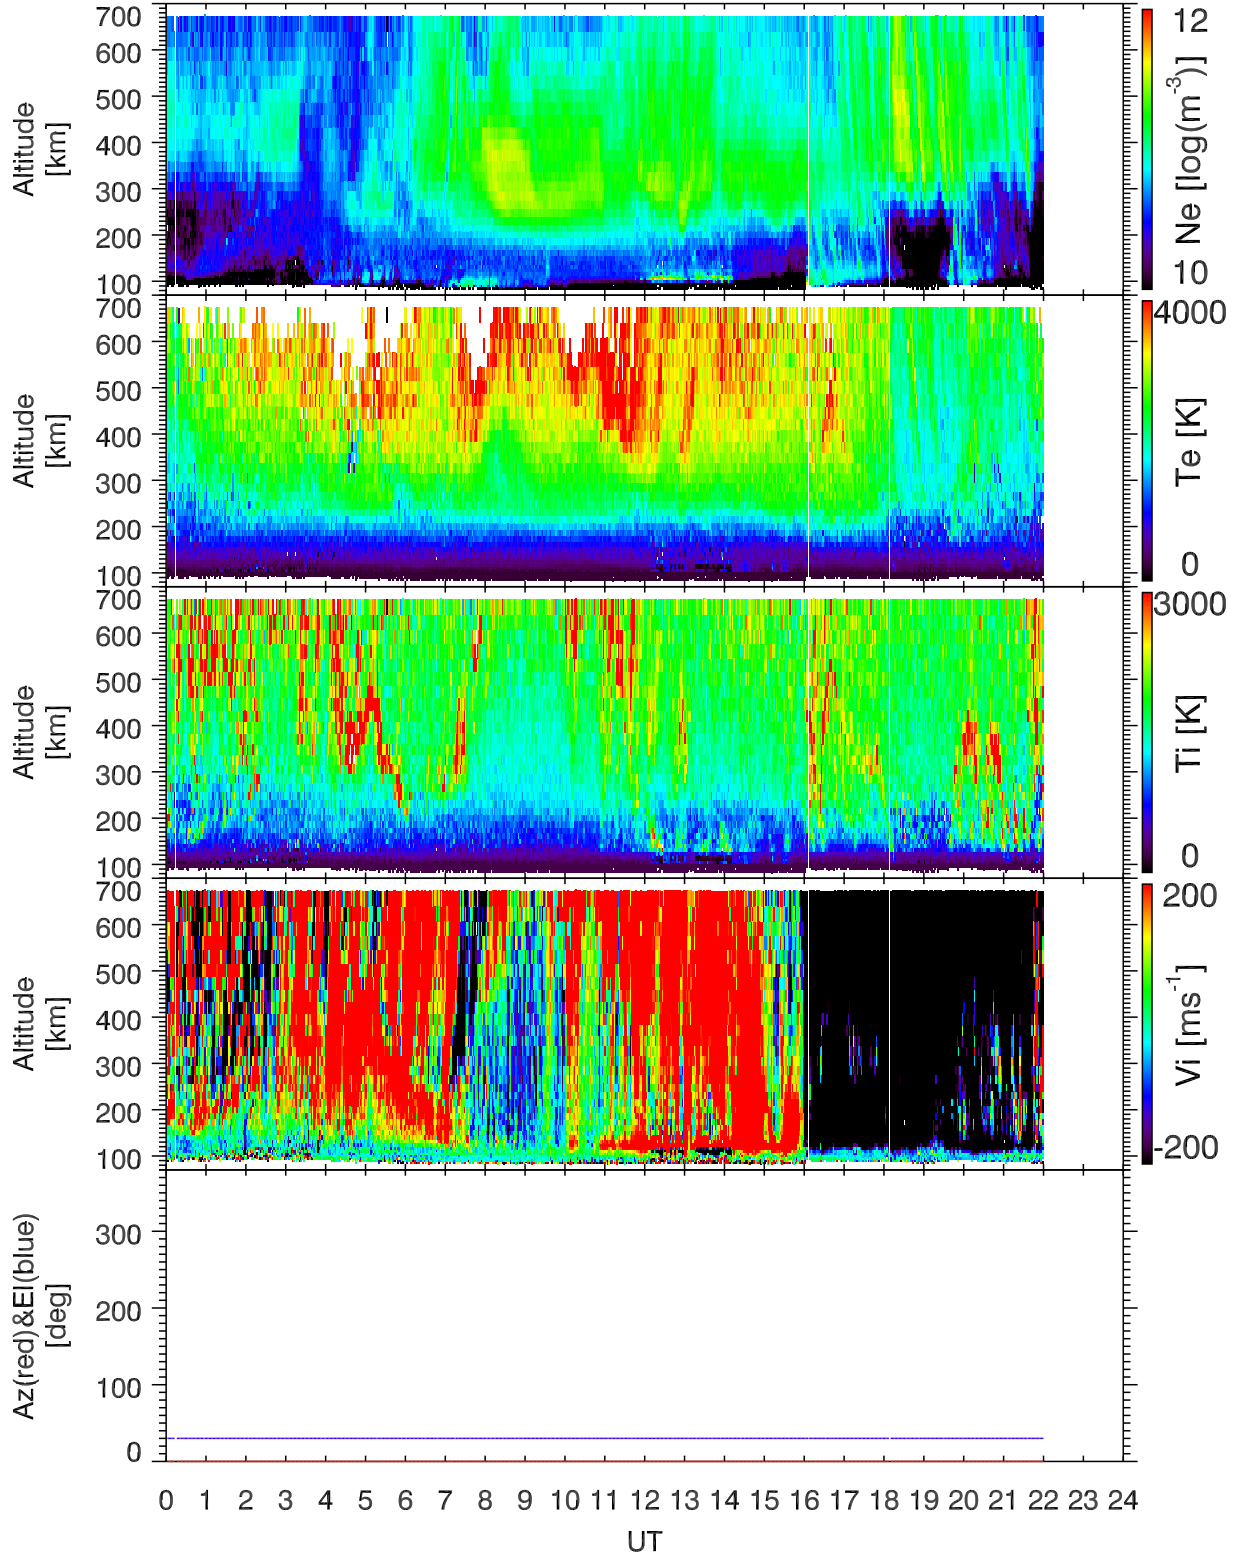 700
600
500
400
300
200
100
Altitude
[km]
12
10
Ne [log(m⁻³)]
700
600
500
400
300
200
100
Altitude
[km]
4000
0
Te [K]
700
600
500
400
300
200
100
Altitude
[km]
3000
0
Ti [K]
700
600
500
400
300
200
100
Altitude
[km]
200
-200
Vi [ms⁻¹]
300
200
100
0
Az(red)&El(blue)
[deg]
0 1 2 3 4 5 6 7 8 9 10 11 12 13 14 15 16 17 18 19 20 21 22 23 24
UT